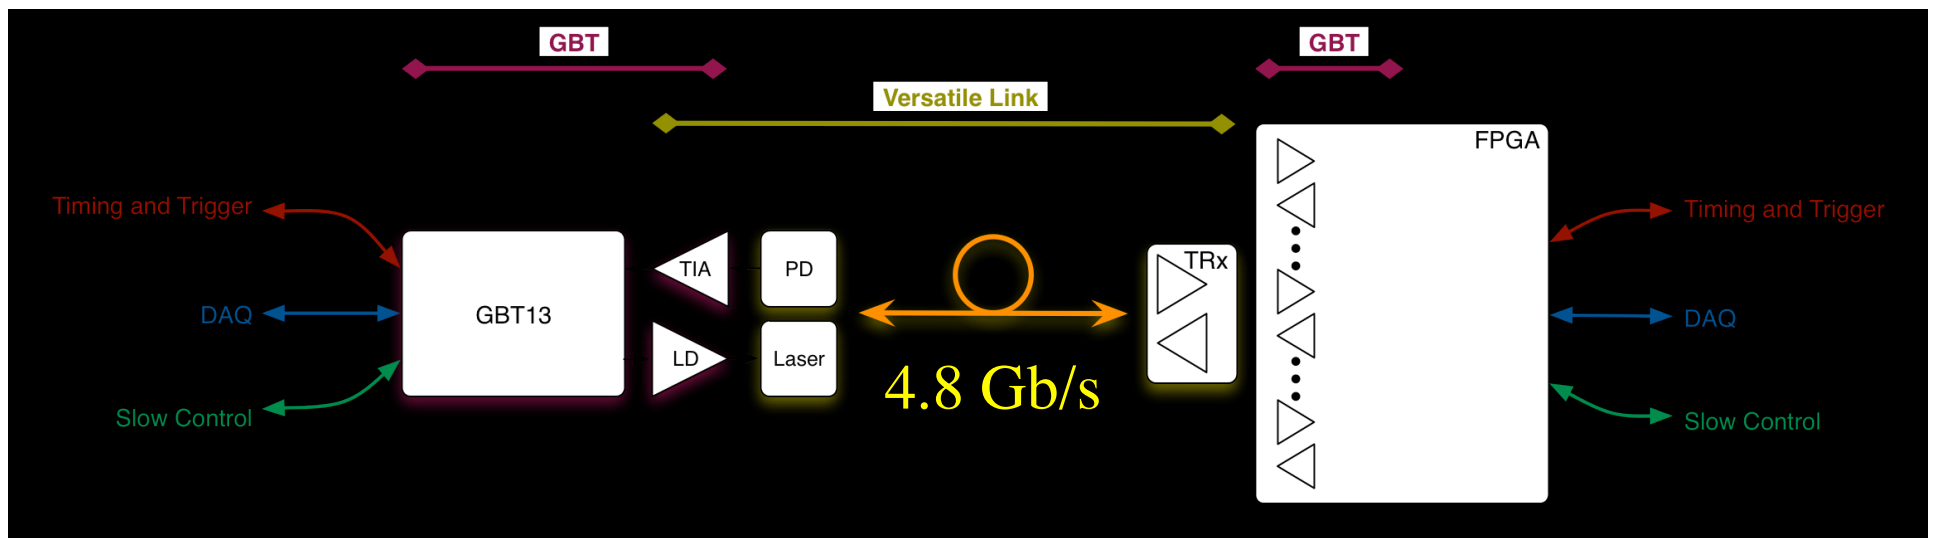 GBT
GBT
Versatile Link
FPGA
Timing and Trigger
Timing and Trigger
TIA
PD
TRx
DAQ
GBT13
DAQ
LD
Laser
4.8 Gb/s
Slow Control
Slow Control